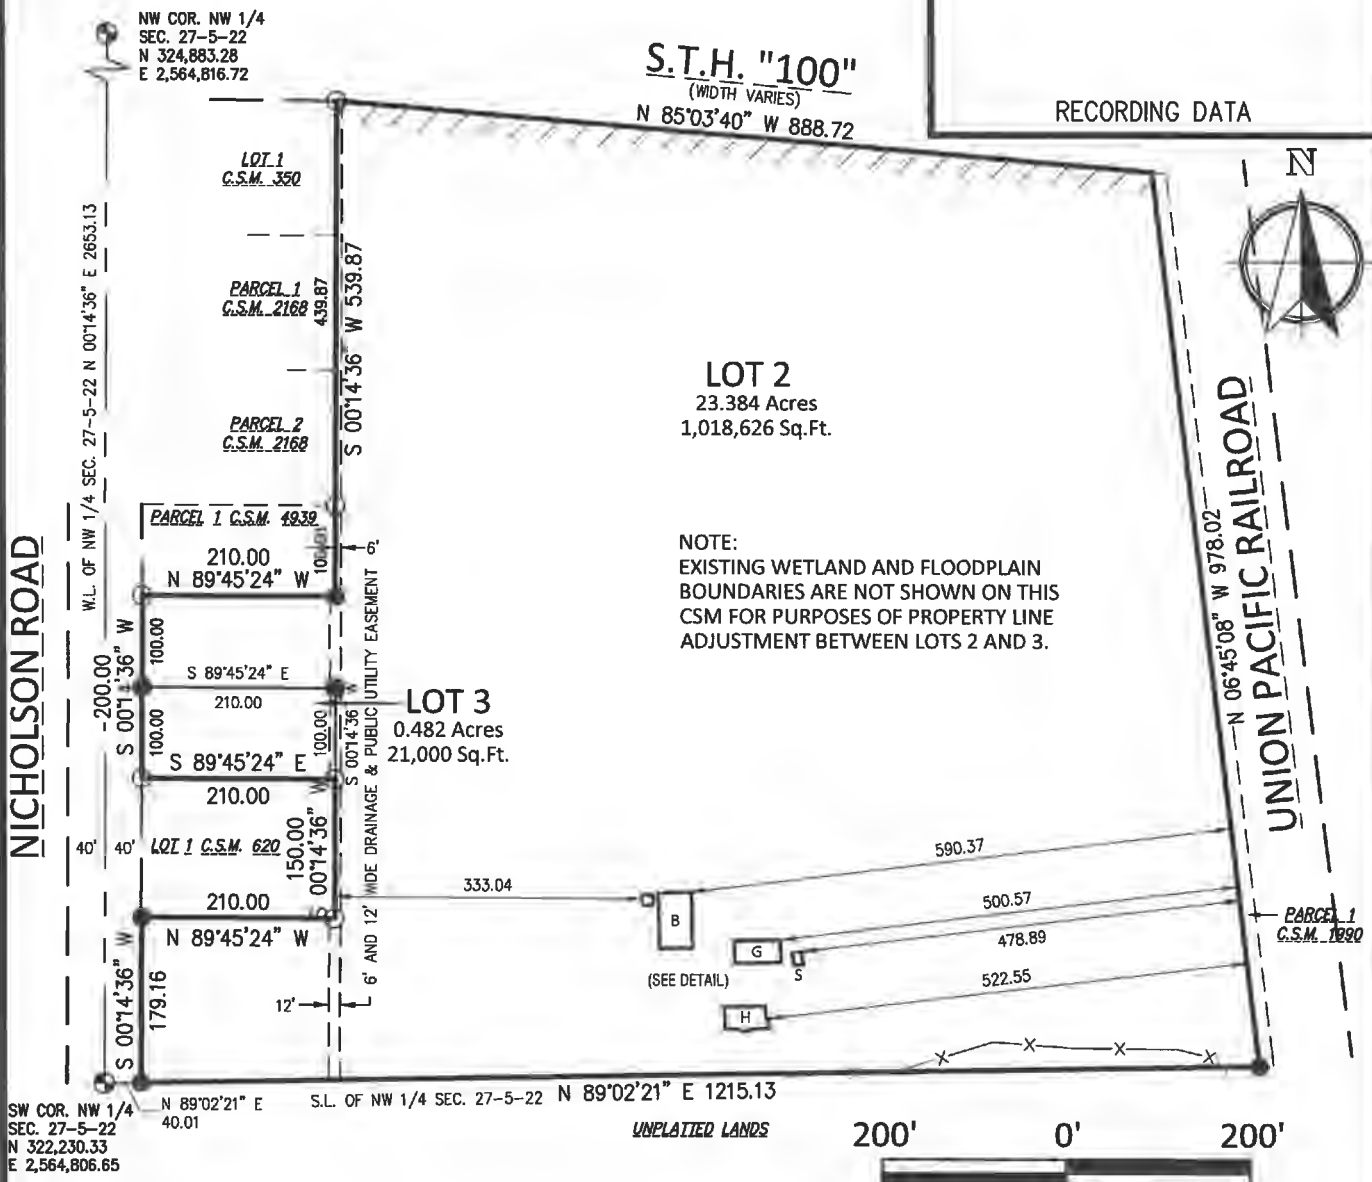 NW COR. NW 1/4
SEC. 27-5-22
N 324,883.28
E 2,564,816.72
S.T.H. "100"
(WIDTH VARIES)
N 85°03'40" W 888.72
RECORDING DATA
N
LOT 1
C.S.M. 350
W.L. OF NW 1/4 SEC. 27-5-22 N 00°14'36" E 2653.13
PARCEL 1
C.S.M. 2168
439.87
S 00°14'36" W 539.87
PARCEL 2
C.S.M. 2168
LOT 2
23.384 Acres
1,018,626 Sq.Ft.
NOTE:
EXISTING WETLAND AND FLOODPLAIN
BOUNDARIES ARE NOT SHOWN ON THIS
CSM FOR PURPOSES OF PROPERTY LINE
ADJUSTMENT BETWEEN LOTS 2 AND 3.
N 06°45'08" W 978.02
UNION PACIFIC RAILROAD
NICHOLSON ROAD
PARCEL 1 C.S.M. 4939
6'
210.00
N 89°45'24" W
200.00
S 00°14'36" W
100.00
S 89°45'24" E
210.00
100.00
100.00
S 00°14'36" W
S 89°45'24" E
210.00
LOT 3
0.482 Acres
21,000 Sq.Ft.
6' AND 12' WIDE DRAINAGE & PUBLIC UTILITY EASEMENT
40'
40'
LOT 1 C.S.M. 620
150.00
S 00°14'36" W
210.00
N 89°45'24" W
333.04
590.37
500.57
478.89
522.55
B
G
S
H
(SEE DETAIL)
PARCEL 1
C.S.M. 1990
S 00°14'36" W
179.16
12'
X X X X
SW COR. NW 1/4
SEC. 27-5-22
N 322,230.33
E 2,564,806.65
N 89°02'21" E
40.01
S.L. OF NW 1/4 SEC. 27-5-22 N 89°02'21" E 1215.13
UNPLATTED LANDS
200' 0' 200'